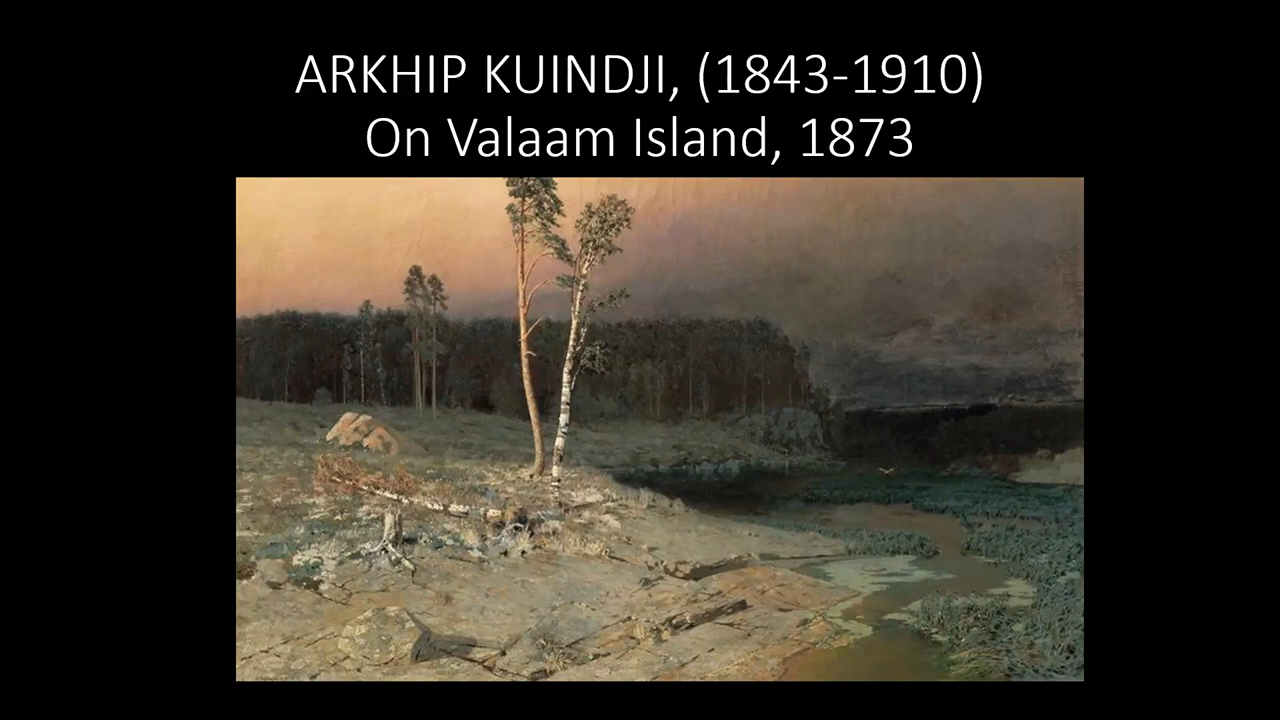 ARKHIP KUINDJI, (1843-1910)
On Valaam Island, 1873